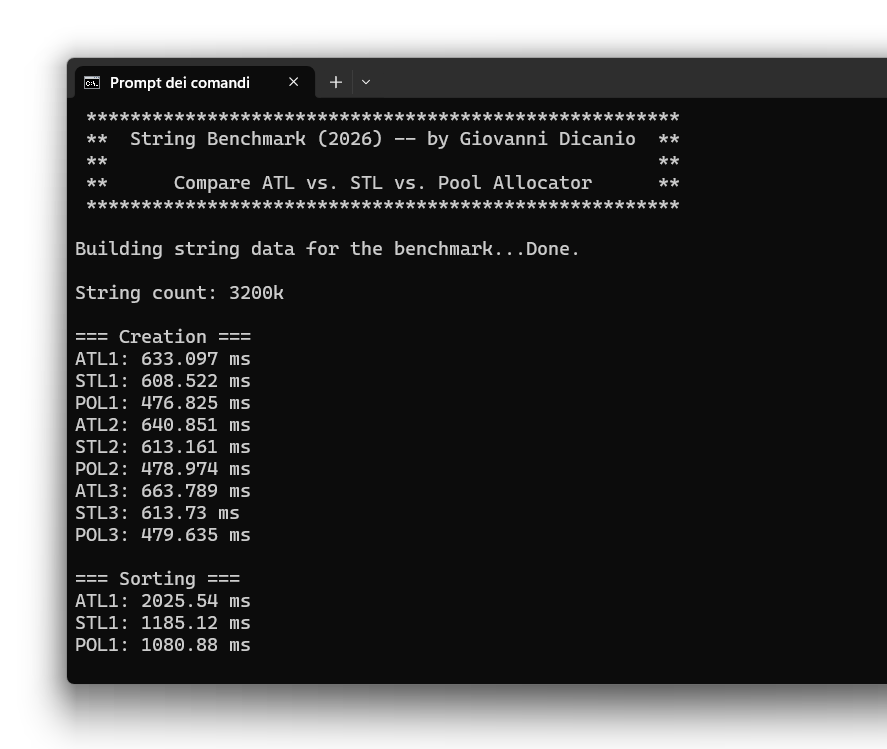 Prompt dei comandi
******************************************************
** String Benchmark (2026) -- by Giovanni Dicanio **
** **
** Compare ATL vs. STL vs. Pool Allocator **
******************************************************
Building string data for the benchmark...Done.
String count: 3200k
=== Creation ===
ATL1: 633.097 ms
STL1: 608.522 ms
POL1: 476.825 ms
ATL2: 640.851 ms
STL2: 613.161 ms
POL2: 478.974 ms
ATL3: 663.789 ms
STL3: 613.73 ms
POL3: 479.635 ms
=== Sorting ===
ATL1: 2025.54 ms
STL1: 1185.12 ms
POL1: 1080.88 ms